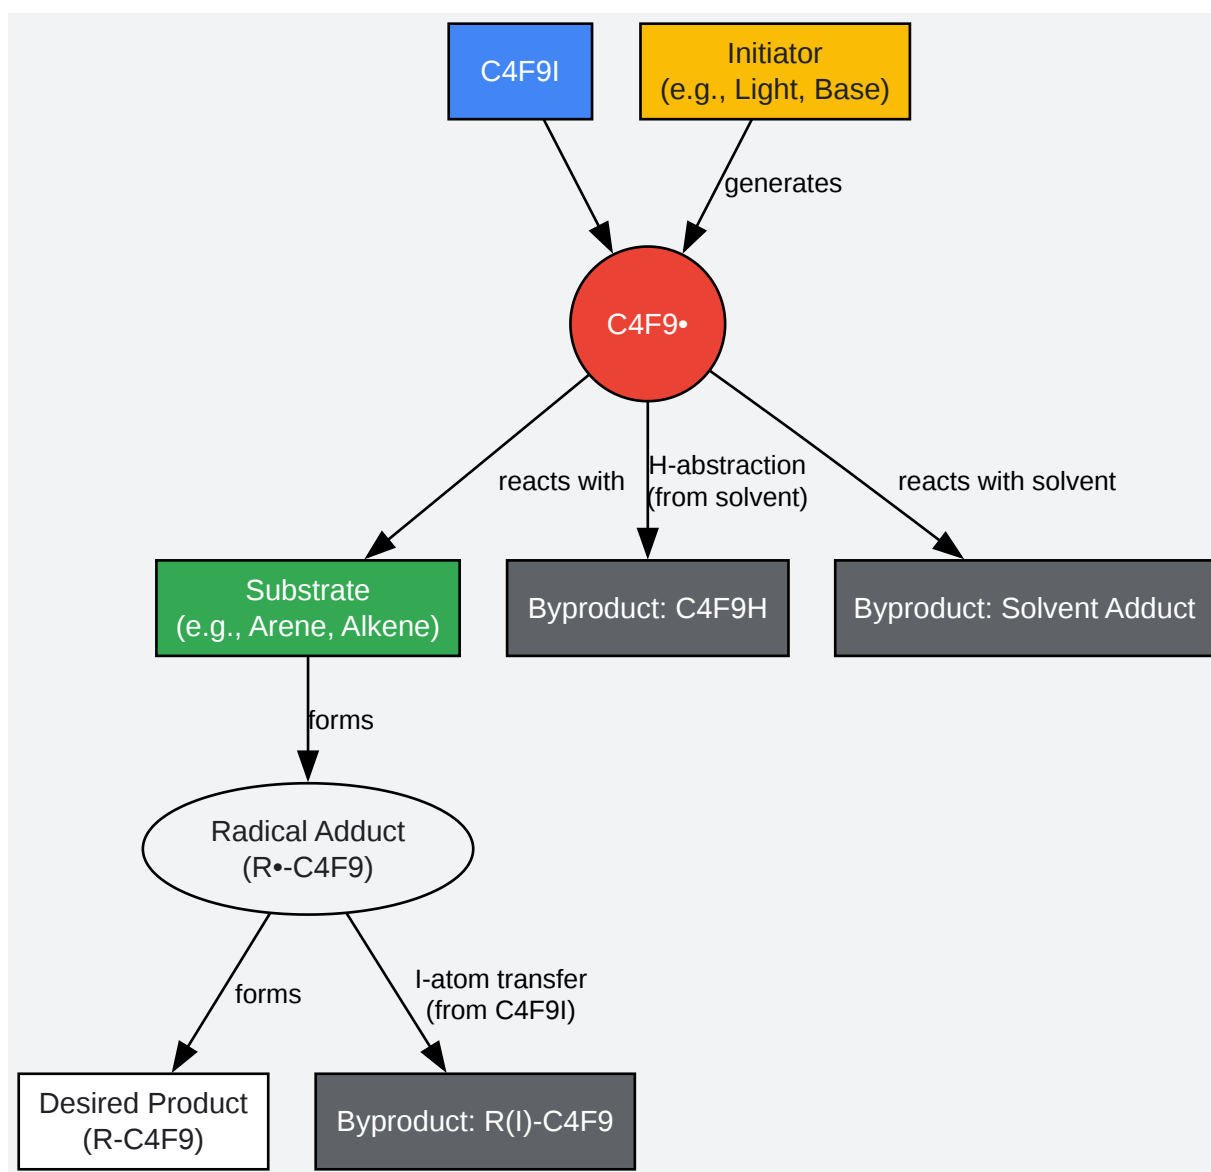 C4F9I
Initiator
(e.g., Light, Base)
generates
C4F9•
reacts with
H-abstraction
(from solvent)
reacts with solvent
Substrate
(e.g., Arene, Alkene)
Byproduct: C4F9H
Byproduct: Solvent Adduct
forms
Radical Adduct
(R•-C4F9)
forms
I-atom transfer
(from C4F9I)
Desired Product
(R-C4F9)
Byproduct: R(I)-C4F9